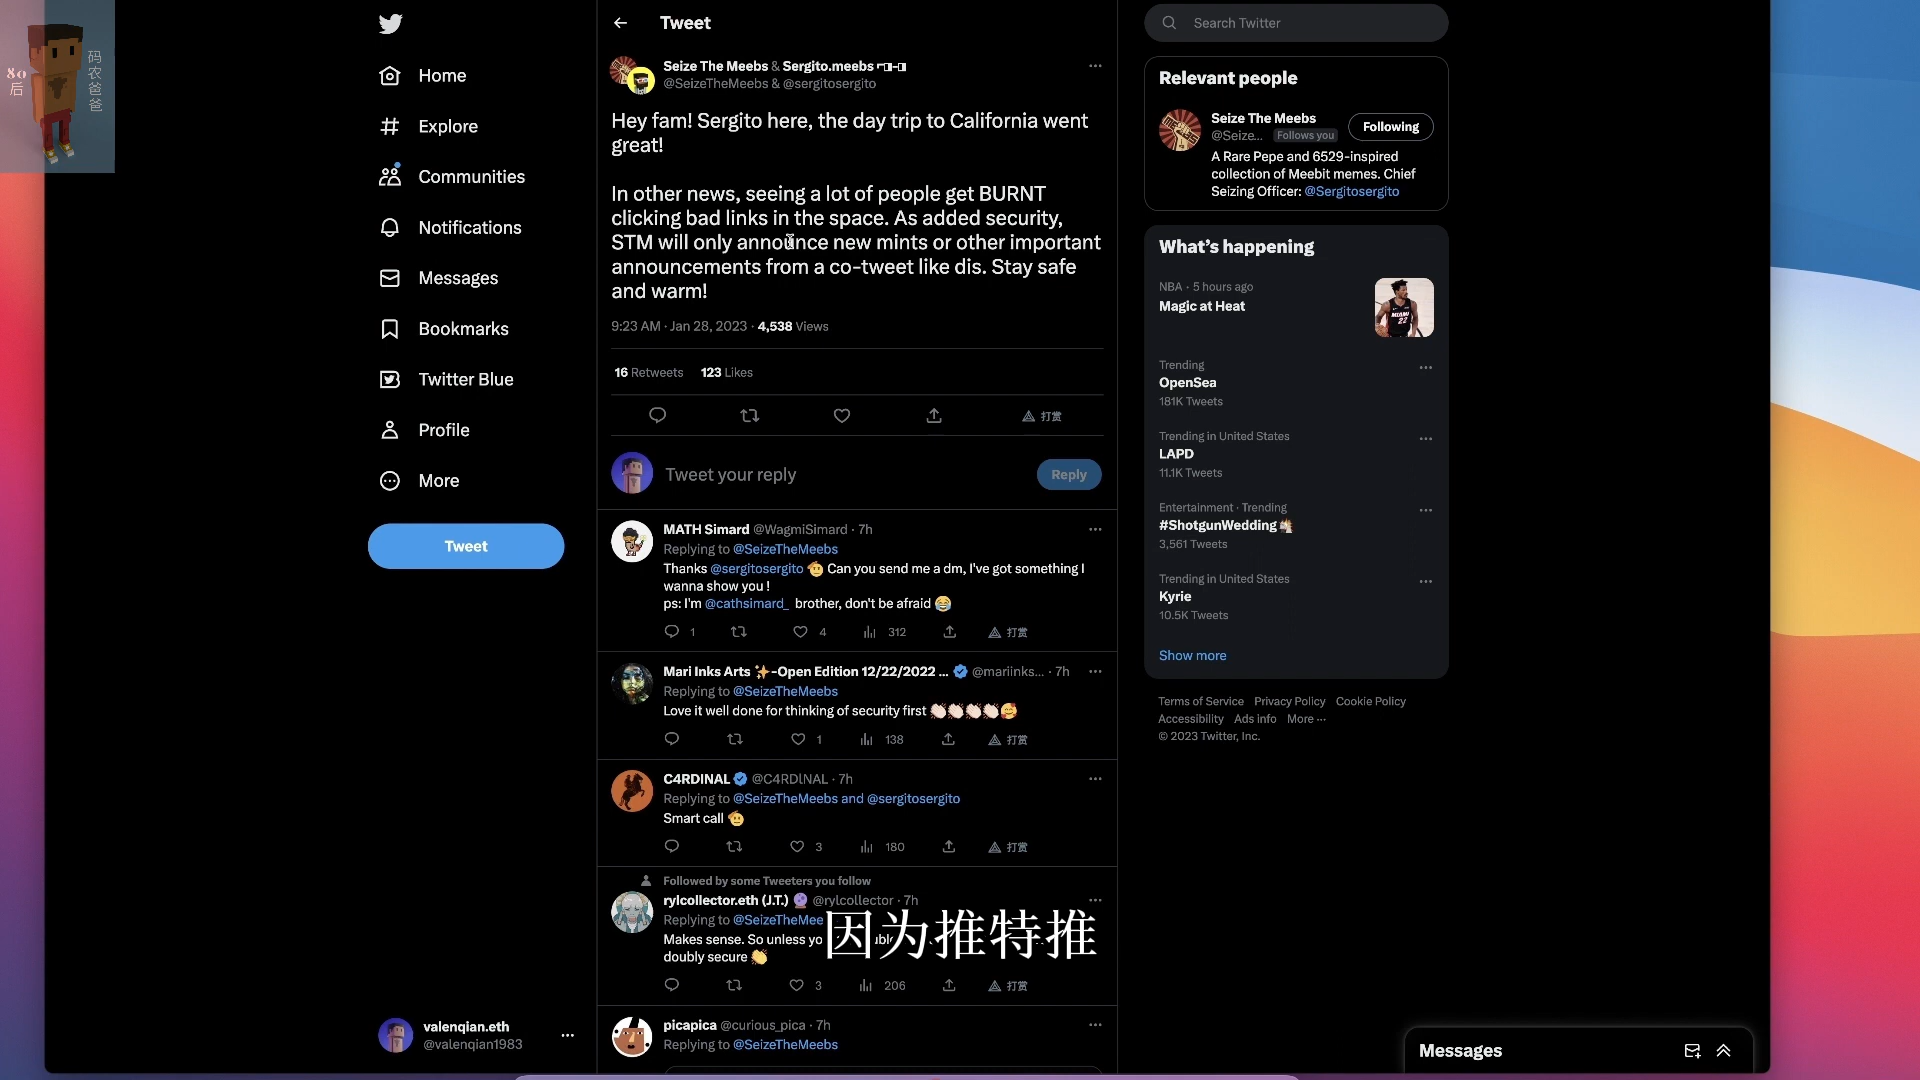 80后
码农爸爸
Home
Explore
Communities
Notifications
Messages
Bookmarks
Twitter Blue
Profile
More
Tweet
valenqian.eth
@valenqian1983
Tweet
Seize The Meebs & Sergito.meebs
@SeizeTheMeebs & @sergitosergito
Hey fam! Sergito here, the day trip to California went
great!
In other news, seeing a lot of people get BURNT
clicking bad links in the space. As added security,
STM will only announce new mints or other important
announcements from a co-tweet like dis. Stay safe
and warm!
9:23 AM · Jan 28, 2023 · 4,538 Views
16 Retweets 123 Likes
打赏
Tweet your reply
Reply
MATH Simard @WagmiSimard · 7h
Replying to @SeizeTheMeebs
Thanks @sergitosergito 🫡 Can you send me a dm, I've got something I
wanna show you !
ps: I'm @cathsimard_ brother, don't be afraid 😂
1 4 312 打赏
Mari Inks Arts ✨-Open Edition 12/22/2022 ... @mariinks... · 7h
Replying to @SeizeTheMeebs
Love it well done for thinking of security first 👏🏻👏🏻👏🏻👏🏻🥰
1 138 打赏
C4RDINAL @C4RDlNAL · 7h
Replying to @SeizeTheMeebs and @sergitosergito
Smart call 🫡
3 180 打赏
Followed by some Tweeters you follow
rylcollector.eth (J.T.) 🔮 @rylcollector · 7h
Replying to @SeizeTheMee
Makes sense. So unless yo
doubly secure 👏
因为推特推
3 206 打赏
picapica @curious_pica · 7h
Replying to @SeizeTheMeebs
Search Twitter
Relevant people
Seize The Meebs
@Seize... Follows you
Following
A Rare Pepe and 6529-inspired
collection of Meebit memes. Chief
Seizing Officer: @Sergitosergito
What's happening
NBA · 5 hours ago
Magic at Heat
MIAMI
22
Trending
OpenSea
181K Tweets
Trending in United States
LAPD
11.1K Tweets
Entertainment · Trending
#ShotgunWedding
3,561 Tweets
Trending in United States
Kyrie
10.5K Tweets
Show more
Terms of Service Privacy Policy Cookie Policy
Accessibility Ads info More ...
© 2023 Twitter, Inc.
Messages